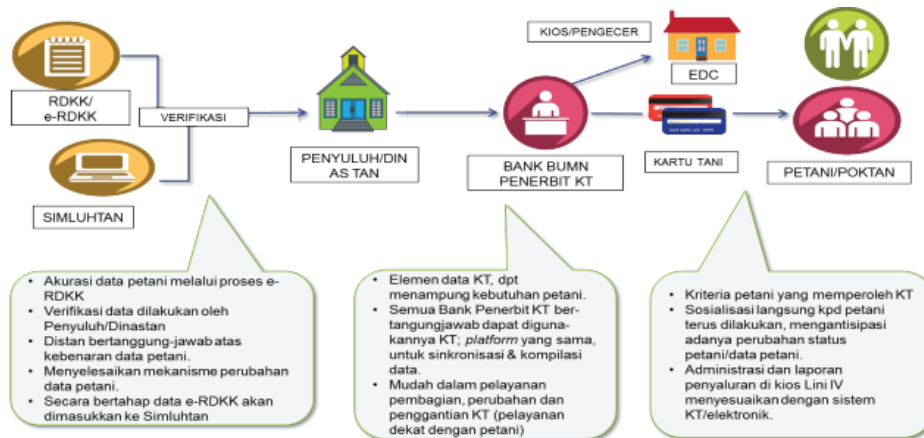 KIOS/PENGECER
EDC
RDKK/
e-RDKK
VERIFIKASI
PENYULUH/DIN
AS TAN
BANK BUMN
PENERBIT KT
KARTU TANI
PETANI/POKTAN
SIMLUHTAN
• Akurasi data petani melalui proses e-
RDKK
• Verifikasi data dilakukan oleh
Penyuluh/Dinastan
• Distan bertanggung-jawab atas
kebenaran data petani.
• Menyelesaikan mekanisme perubahan
data petani.
• Secara bertahap data e-RDKK akan
dimasukkan ke Simluhtan
• Elemen data KT, dpt
menampung kebutuhan petani.
• Semua Bank Penerbit KT ber-
tangungjawab dapat diguna-
kannya KT; platform yang sama,
untuk sinkronisasi & kompilasi
data.
• Mudah dalam pelayanan
pembagian, perubahan dan
penggantian KT (pelayanan
dekat dengan petani)
• Kriteria petani yang memperoleh KT
• Sosialisasi langsung kpd petani
terus dilakukan, mengantisipasi
adanya perubahan status
petani/data petani.
• Administrasi dan laporan
penyaluran di kios Lini IV
menyesuaikan dengan sistem
KT/elektronik.